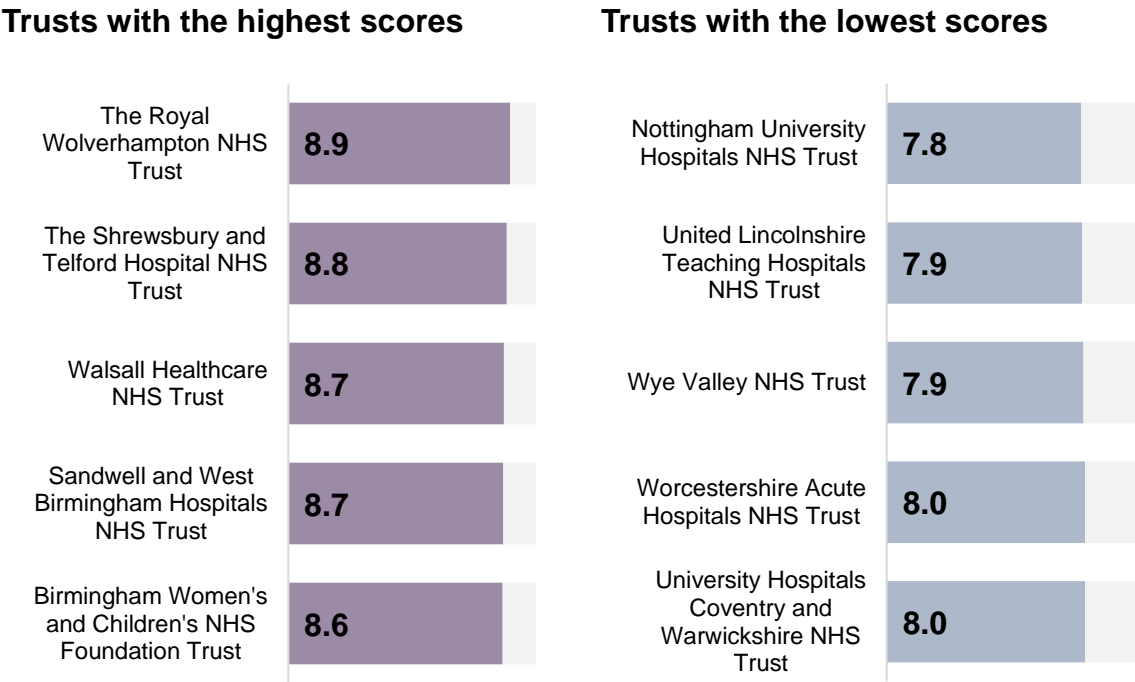 Trusts with the highest scores
The Royal
Wolverhampton NHS
Trust
8.9
The Shrewsbury and
Telford Hospital NHS
Trust
8.8
Walsall Healthcare
NHS Trust
8.7
Sandwell and West
Birmingham Hospitals
NHS Trust
8.7
Birmingham Women's
and Children's NHS
Foundation Trust
8.6
Trusts with the lowest scores
Nottingham University
Hospitals NHS Trust
7.8
United Lincolnshire
Teaching Hospitals
NHS Trust
7.9
Wye Valley NHS Trust
7.9
Worcestershire Acute
Hospitals NHS Trust
8.0
University Hospitals
Coventry and
Warwickshire NHS
Trust
8.0